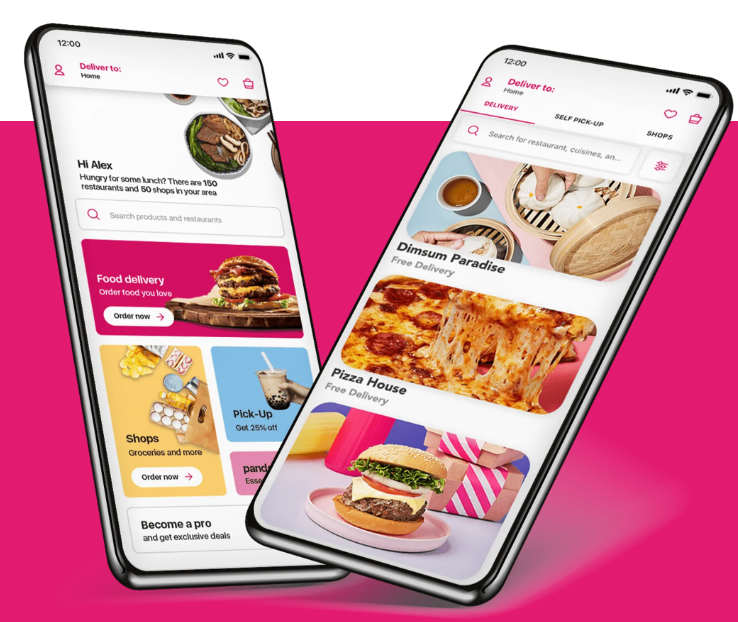 12:00
Deliver to:
Home
Hi Alex
Hungry for some lunch? There are 150
restaurants and 50 shops in your area
Search products and restaurants
Food delivery
Order food you love
Order now →
Shops
Groceries and more
Order now →
Pick-Up
Get 25% off
Become a pro
and get exclusive deals
12:00
Deliver to:
Home
DELIVERY
SELF PICK-UP
SHOPS
Search for restaurant, cuisines, an...
Dimsum Paradise
Free Delivery
Pizza House
Free Delivery